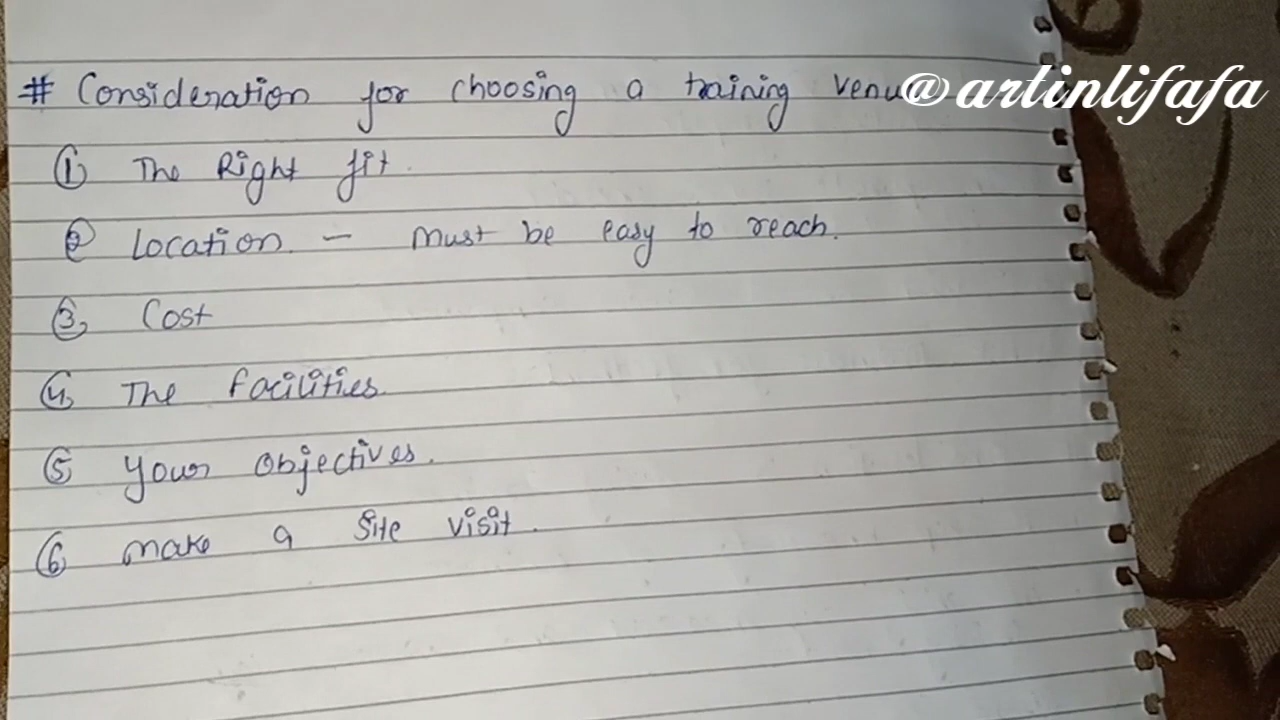 # Consideration for choosing a training venu
@artinlifafa
① The Right fit.
② Location - Must be easy to reach.
③ Cost
④ The facilities.
⑤ Your objectives.
⑥ make a site visit.